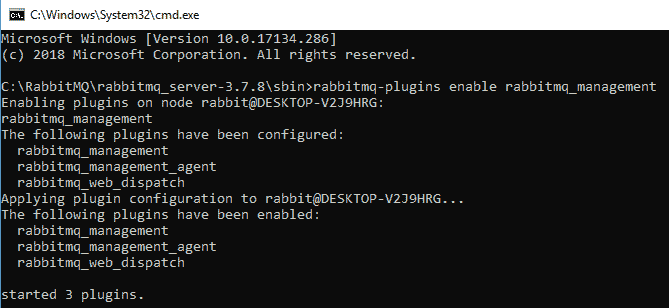 C:\Windows\System32\cmd.exe
Microsoft Windows [Version 10.0.17134.286]
(c) 2018 Microsoft Corporation. All rights reserved.
C:\RabbitMQ\rabbitmq_server-3.7.8\sbin>rabbitmq-plugins enable rabbitmq_management
Enabling plugins on node rabbit@DESKTOP-V2J9HRG:
rabbitmq_management
The following plugins have been configured:
  rabbitmq_management
  rabbitmq_management_agent
  rabbitmq_web_dispatch
Applying plugin configuration to rabbit@DESKTOP-V2J9HRG...
The following plugins have been enabled:
  rabbitmq_management
  rabbitmq_management_agent
  rabbitmq_web_dispatch
started 3 plugins.